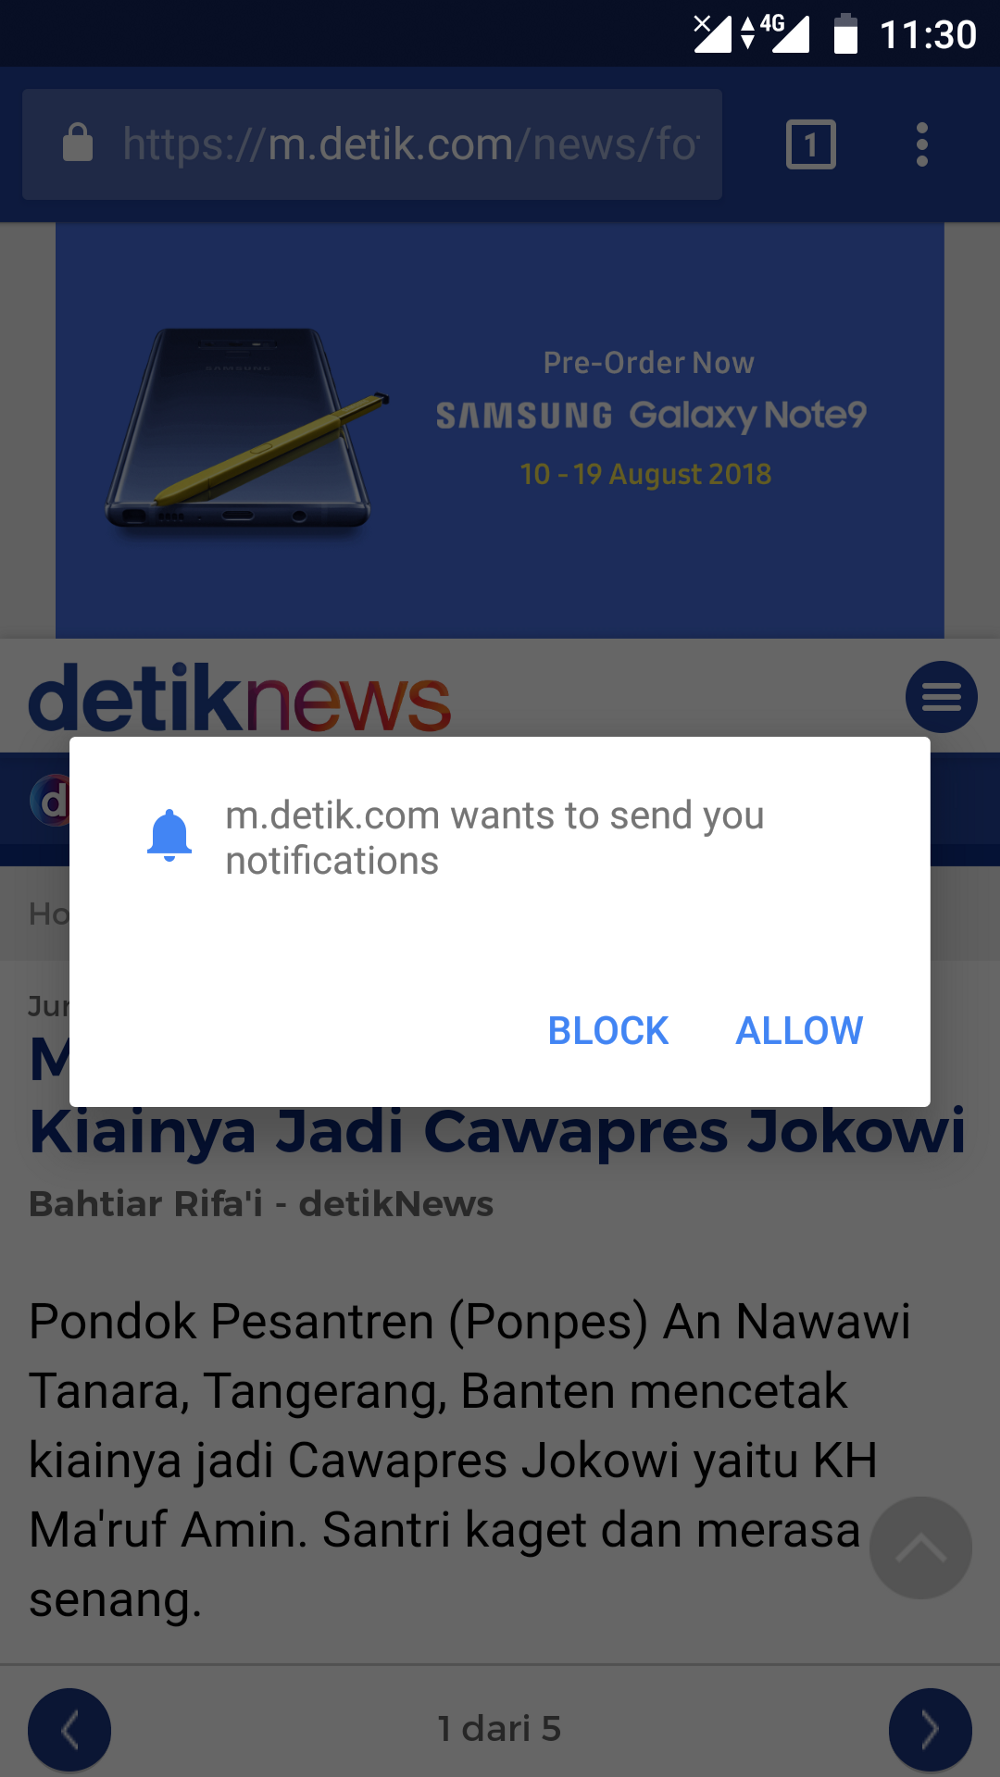 4G 11:30
https://m.detik.com/news/fo
1
SAMSUNG
Pre-Order Now
SAMSUNG Galaxy Note9
10 - 19 August 2018
detiknews
d
m.detik.com wants to send you
notifications
BLOCK ALLOW
Kiainya Jadi Cawapres Jokowi
Bahtiar Rifa'i - detikNews
Pondok Pesantren (Ponpes) An Nawawi
Tanara, Tangerang, Banten mencetak
kiainya jadi Cawapres Jokowi yaitu KH
Ma'ruf Amin. Santri kaget dan merasa
senang.
1 dari 5